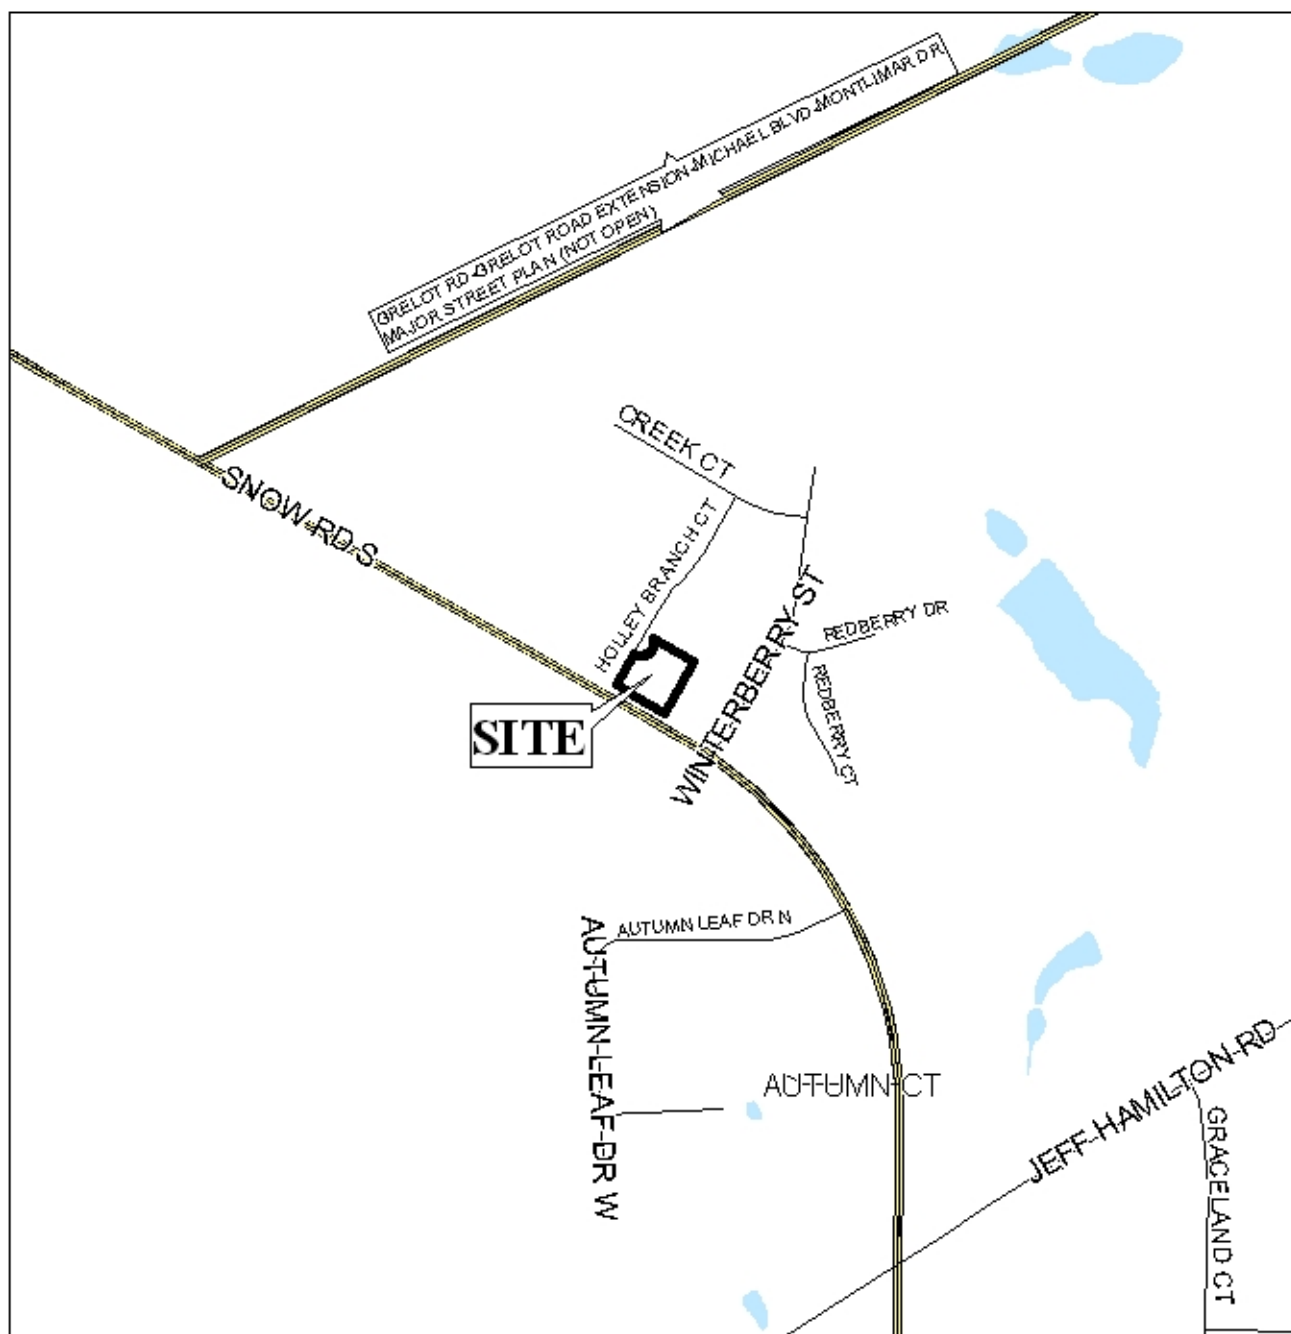 GRELOT RD-GRELOT ROAD EXTENSION-MICHAEL BLVD-MONTLIMAR DR
MAJOR STREET PLAN (NOT OPEN)
CREEK CT
SNOW RD S
HOLLEY BRANCH CT
WINTERBERRY ST
REDBERRY DR
REDBERRY CT
SITE
AUTUMN LEAF DR N
AUTUMN LEAF DR W
AUTUMN CT
JEFF HAMILTON RD
GRACELAND CT